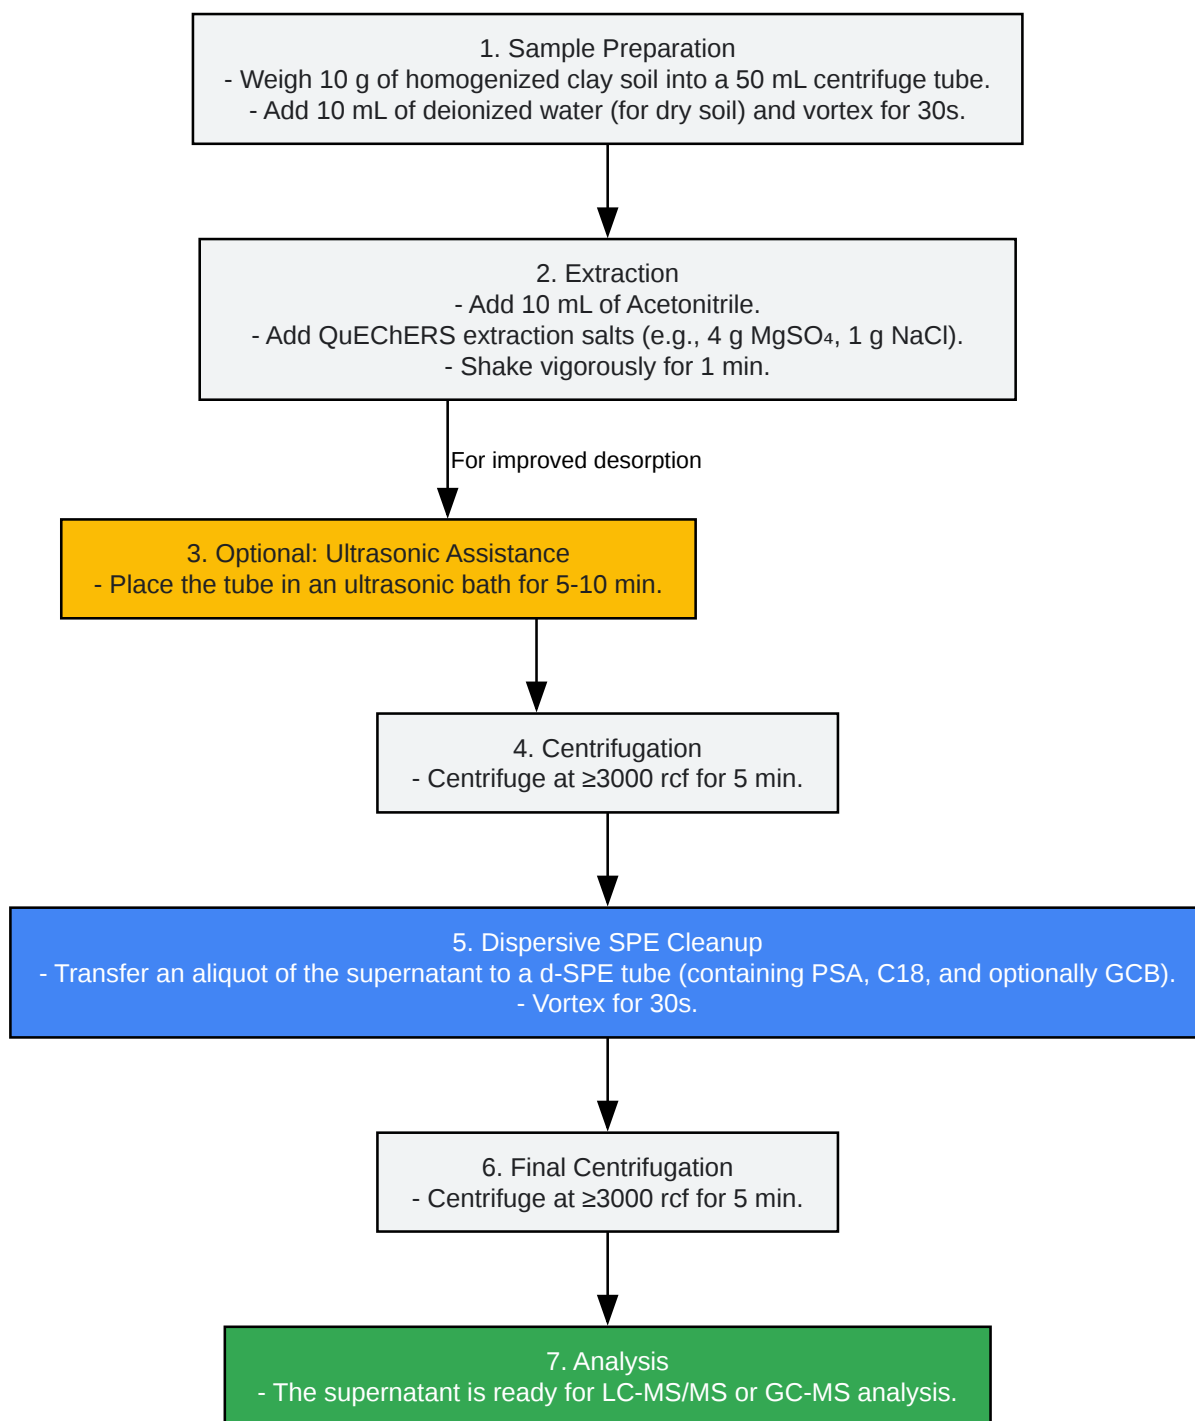 1. Sample Preparation
- Weigh 10 g of homogenized clay soil into a 50 mL centrifuge tube.
- Add 10 mL of deionized water (for dry soil) and vortex for 30s.
2. Extraction
- Add 10 mL of Acetonitrile.
- Add QuEChERS extraction salts (e.g., 4 g MgSO₄, 1 g NaCl).
- Shake vigorously for 1 min.
For improved desorption
3. Optional: Ultrasonic Assistance
- Place the tube in an ultrasonic bath for 5-10 min.
4. Centrifugation
- Centrifuge at ≥3000 rcf for 5 min.
5. Dispersive SPE Cleanup
- Transfer an aliquot of the supernatant to a d-SPE tube (containing PSA, C18, and optionally GCB).
- Vortex for 30s.
6. Final Centrifugation
- Centrifuge at ≥3000 rcf for 5 min.
7. Analysis
- The supernatant is ready for LC-MS/MS or GC-MS analysis.